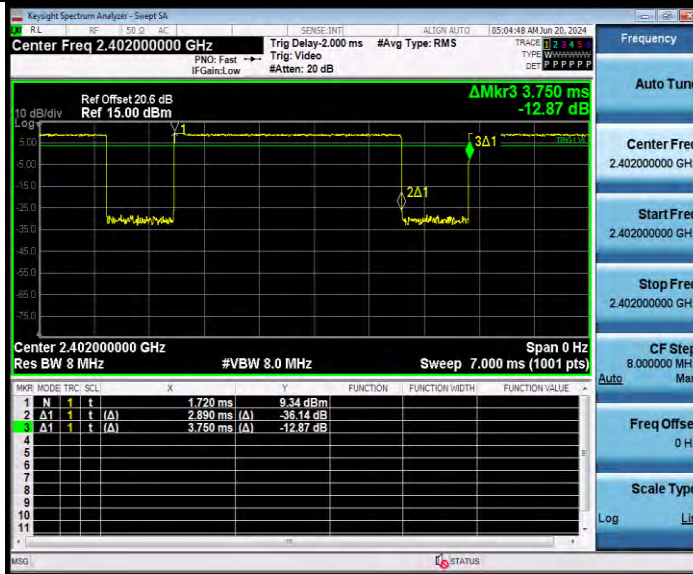 Keysight Spectrum Analyzer - Swept SA
RL RF 50 Ω AC SENSE:INT ALIGN AUTO 05:04:48 AM Jun 20, 2024
Center Freq 2.402000000 GHz
PNO: Fast
IFGain:Low
Trig Delay-2.000 ms
Trig: Video
#Atten: 20 dB
#Avg Type: RMS
TRACE 1 2 3 4 5 6
TYPE WWWWWW
DET P P P P P P
Ref Offset 20.6 dB
10 dB/div Ref 15.00 dBm
Log
ΔMkr3 3.750 ms
-12.87 dB
5.00
-5.00
-15.0
-25.0
-35.0
-45.0
-55.0
-65.0
-75.0
1
2Δ1
3Δ1
TRIG LVL
Center 2.402000000 GHz Span 0 Hz
Res BW 8 MHz #VBW 8.0 MHz Sweep 7.000 ms (1001 pts)
MKR MODE TRC SCL X Y FUNCTION FUNCTION WIDTH FUNCTION VALUE
1 N 1 t 1.720 ms 9.34 dBm
2 Δ1 1 t (Δ) 2.890 ms (Δ) -36.14 dB
3 Δ1 1 t (Δ) 3.750 ms (Δ) -12.87 dB
4
5
6
7
8
9
10
11
MSG STATUS
Frequency
Auto Tune
Center Freq
2.402000000 GH
Start Freq
2.402000000 GH
Stop Freq
2.402000000 GH
CF Step
8.000000 MH
Auto Ma
Freq Offse
0 H
Scale Type
Log Li